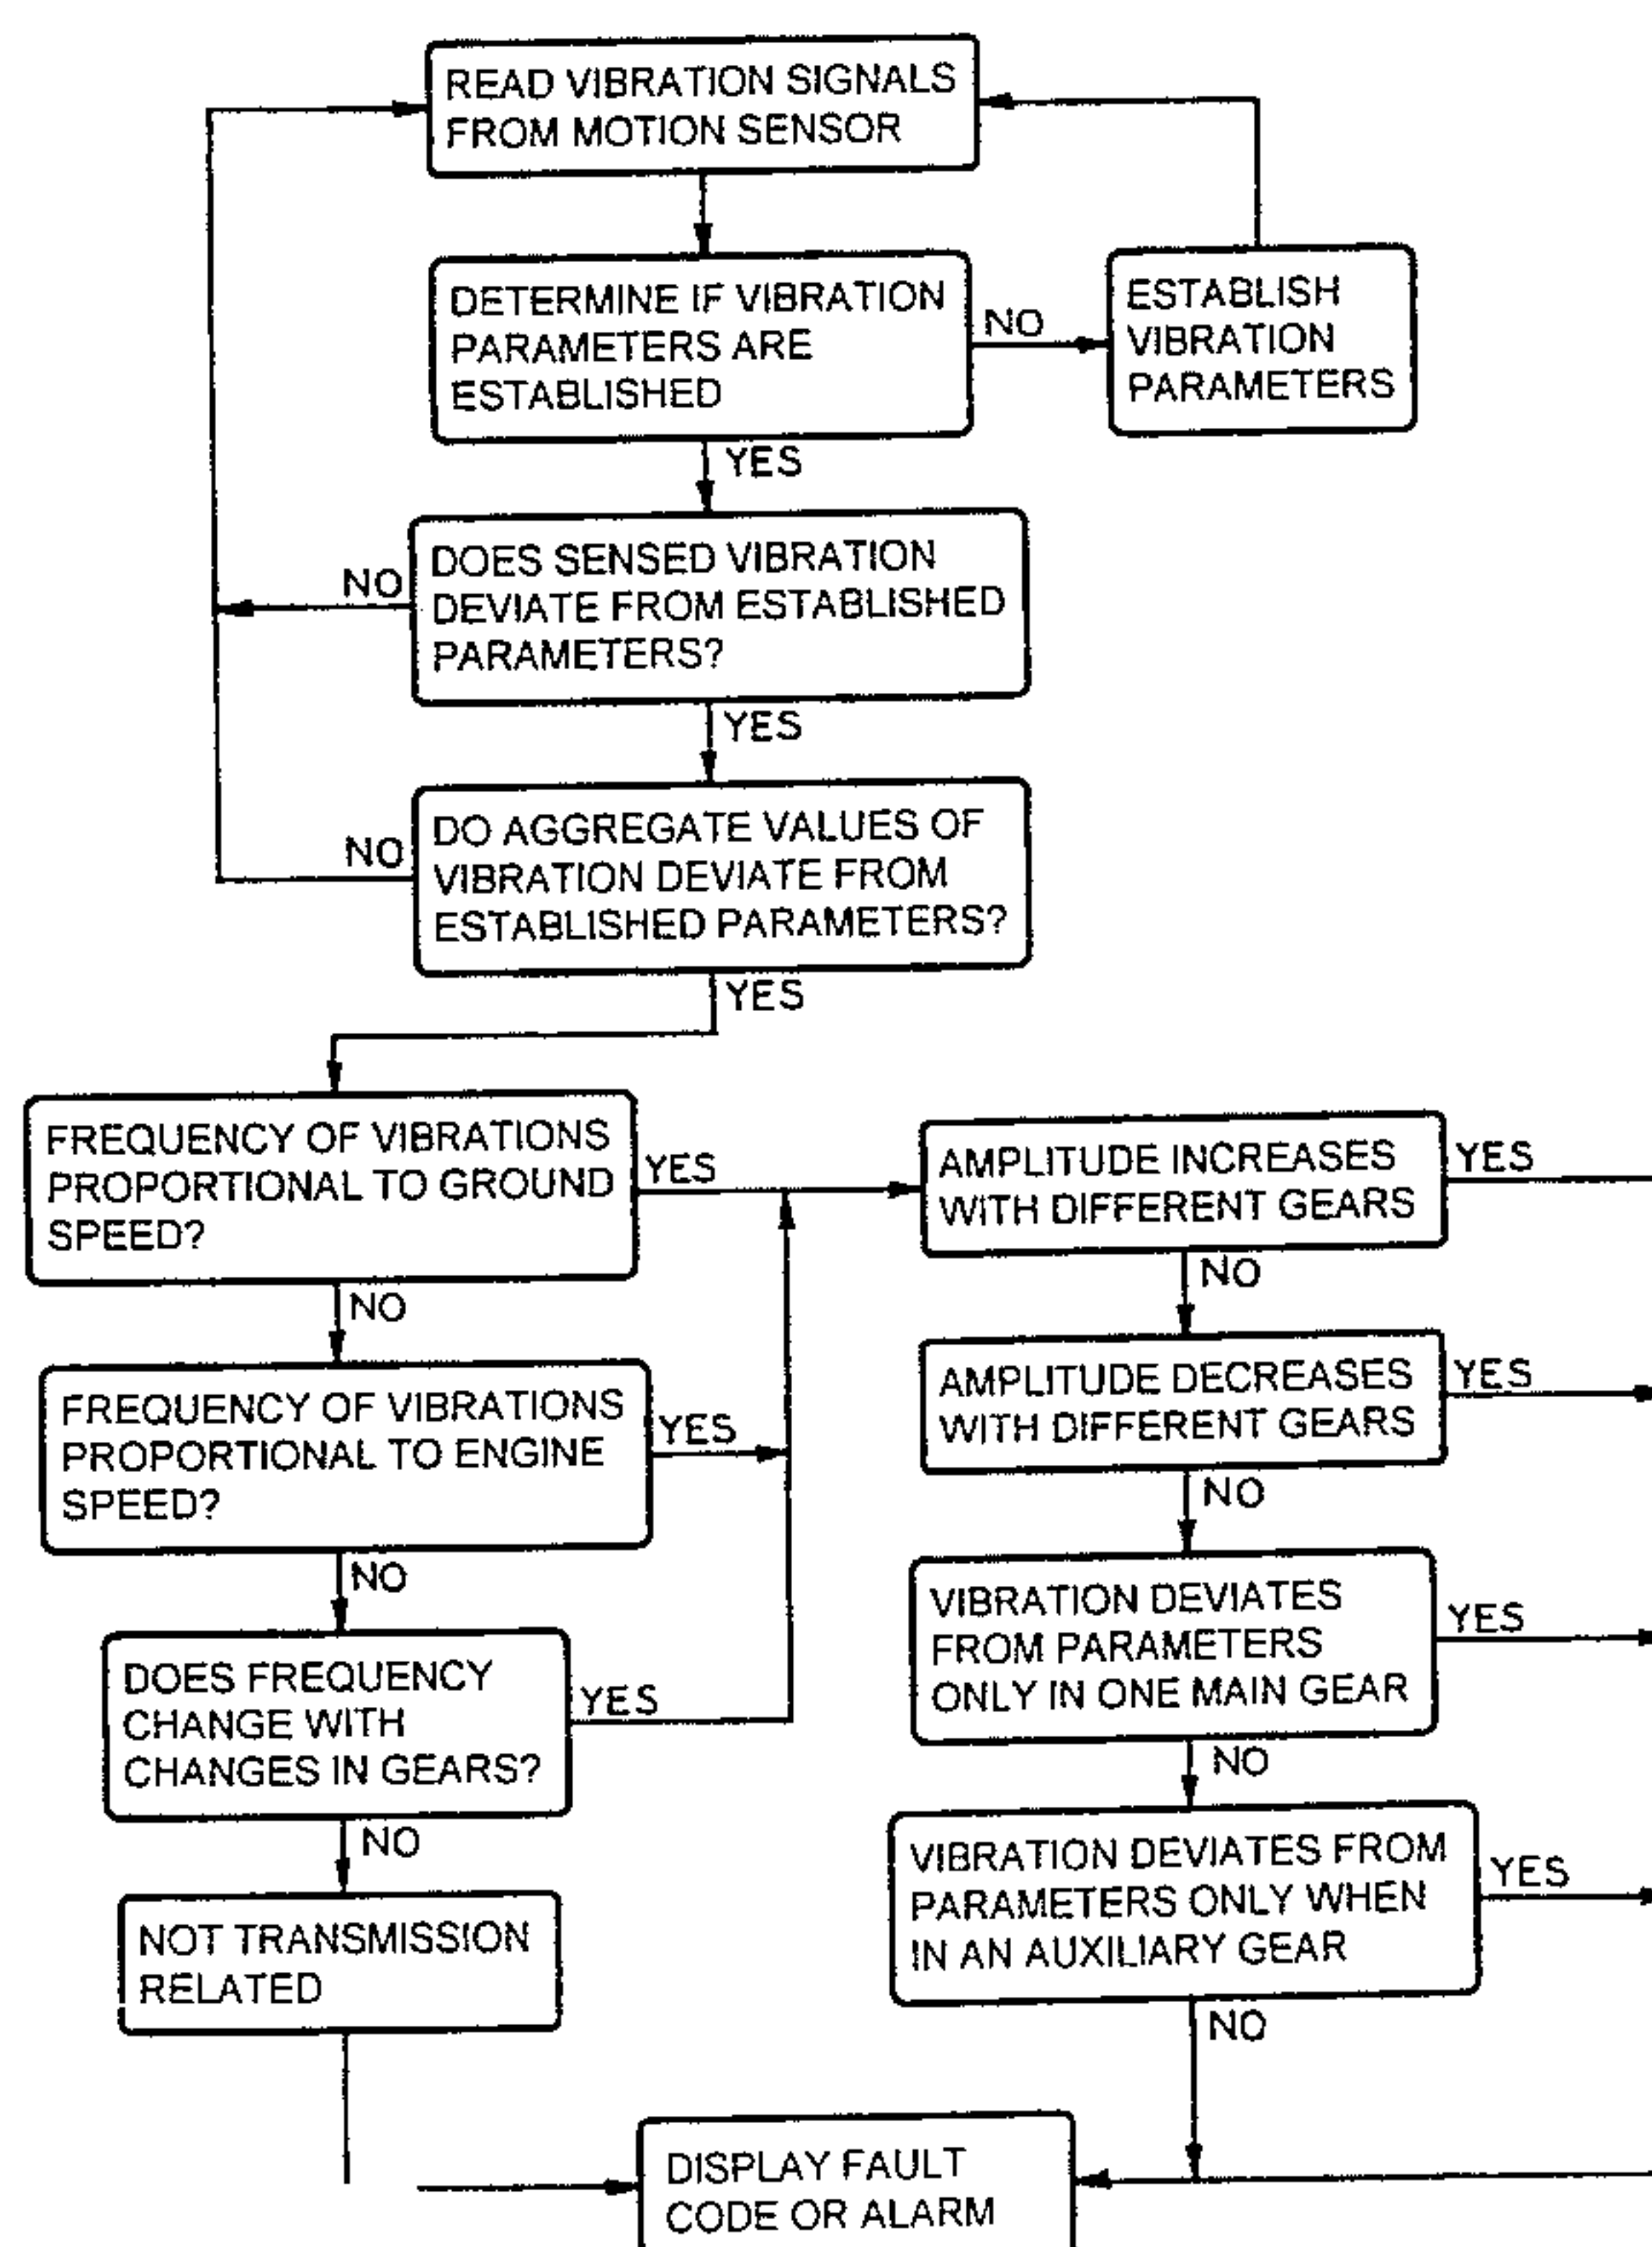 READ VIBRATION SIGNALS
FROM MOTION SENSOR
DETERMINE IF VIBRATION
PARAMETERS ARE
ESTABLISHED
NO
ESTABLISH
VIBRATION
PARAMETERS
YES
DOES SENSED VIBRATION
DEVIATE FROM ESTABLISHED
PARAMETERS?
NO
YES
DO AGGREGATE VALUES OF
VIBRATION DEVIATE FROM
ESTABLISHED PARAMETERS?
NO
YES
FREQUENCY OF VIBRATIONS
PROPORTIONAL TO GROUND
SPEED?
YES
NO
FREQUENCY OF VIBRATIONS
PROPORTIONAL TO ENGINE
SPEED?
YES
NO
DOES FREQUENCY
CHANGE WITH
CHANGES IN GEARS?
YES
NO
NOT TRANSMISSION
RELATED
AMPLITUDE INCREASES
WITH DIFFERENT GEARS
YES
NO
AMPLITUDE DECREASES
WITH DIFFERENT GEARS
YES
NO
VIBRATION DEVIATES
FROM PARAMETERS
ONLY IN ONE MAIN GEAR
YES
NO
VIBRATION DEVIATES FROM
PARAMETERS ONLY WHEN
IN AN AUXILIARY GEAR
YES
NO
DISPLAY FAULT
CODE OR ALARM